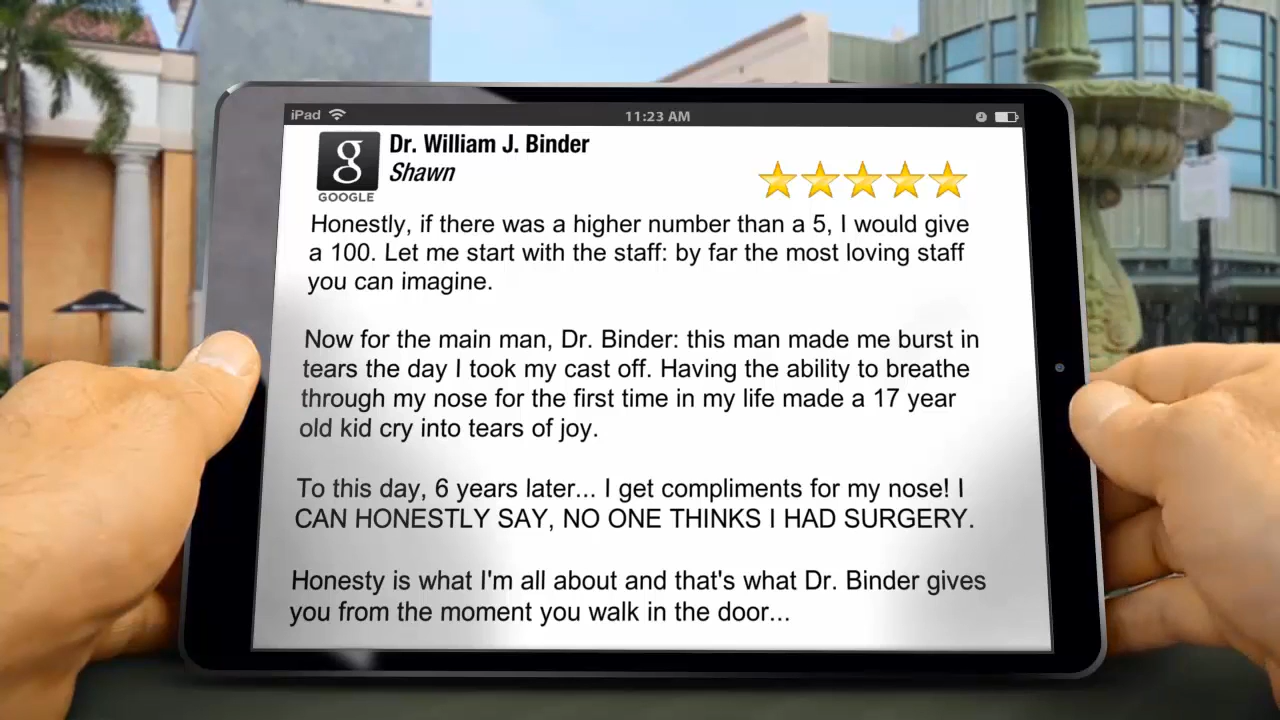 iPad
11:23 AM
g
GOOGLE
Dr. William J. Binder
Shawn
Honestly, if there was a higher number than a 5, I would give
a 100. Let me start with the staff: by far the most loving staff
you can imagine.
Now for the main man, Dr. Binder: this man made me burst in
tears the day I took my cast off. Having the ability to breathe
through my nose for the first time in my life made a 17 year
old kid cry into tears of joy.
To this day, 6 years later... I get compliments for my nose! I
CAN HONESTLY SAY, NO ONE THINKS I HAD SURGERY.
Honesty is what I'm all about and that's what Dr. Binder gives
you from the moment you walk in the door...